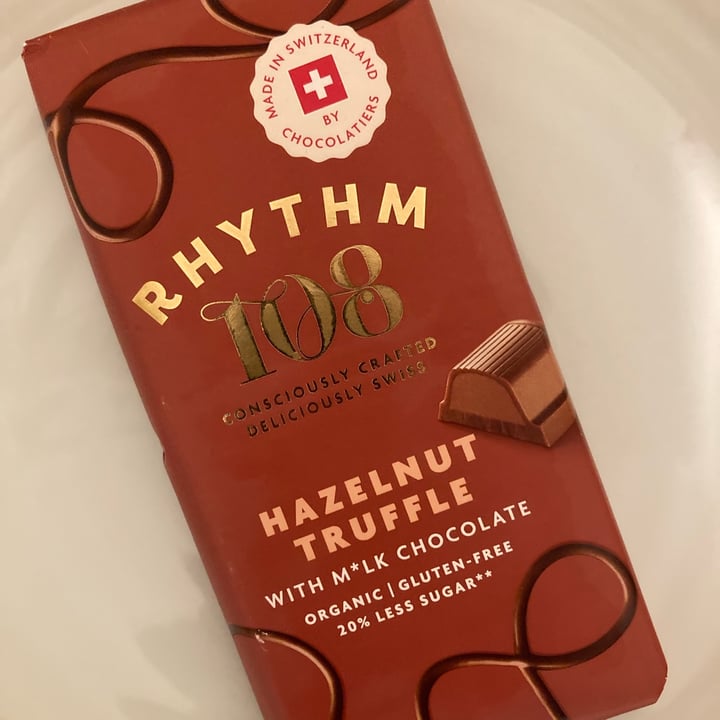 MADE IN SWITZERLAND
BY
CHOCOLATIERS
RHYTHM
108
CONSCIOUSLY CRAFTED
DELICIOUSLY SWISS
HAZELNUT
TRUFFLE
WITH M*LK CHOCOLATE
ORGANIC | GLUTEN-FREE
20% LESS SUGAR**